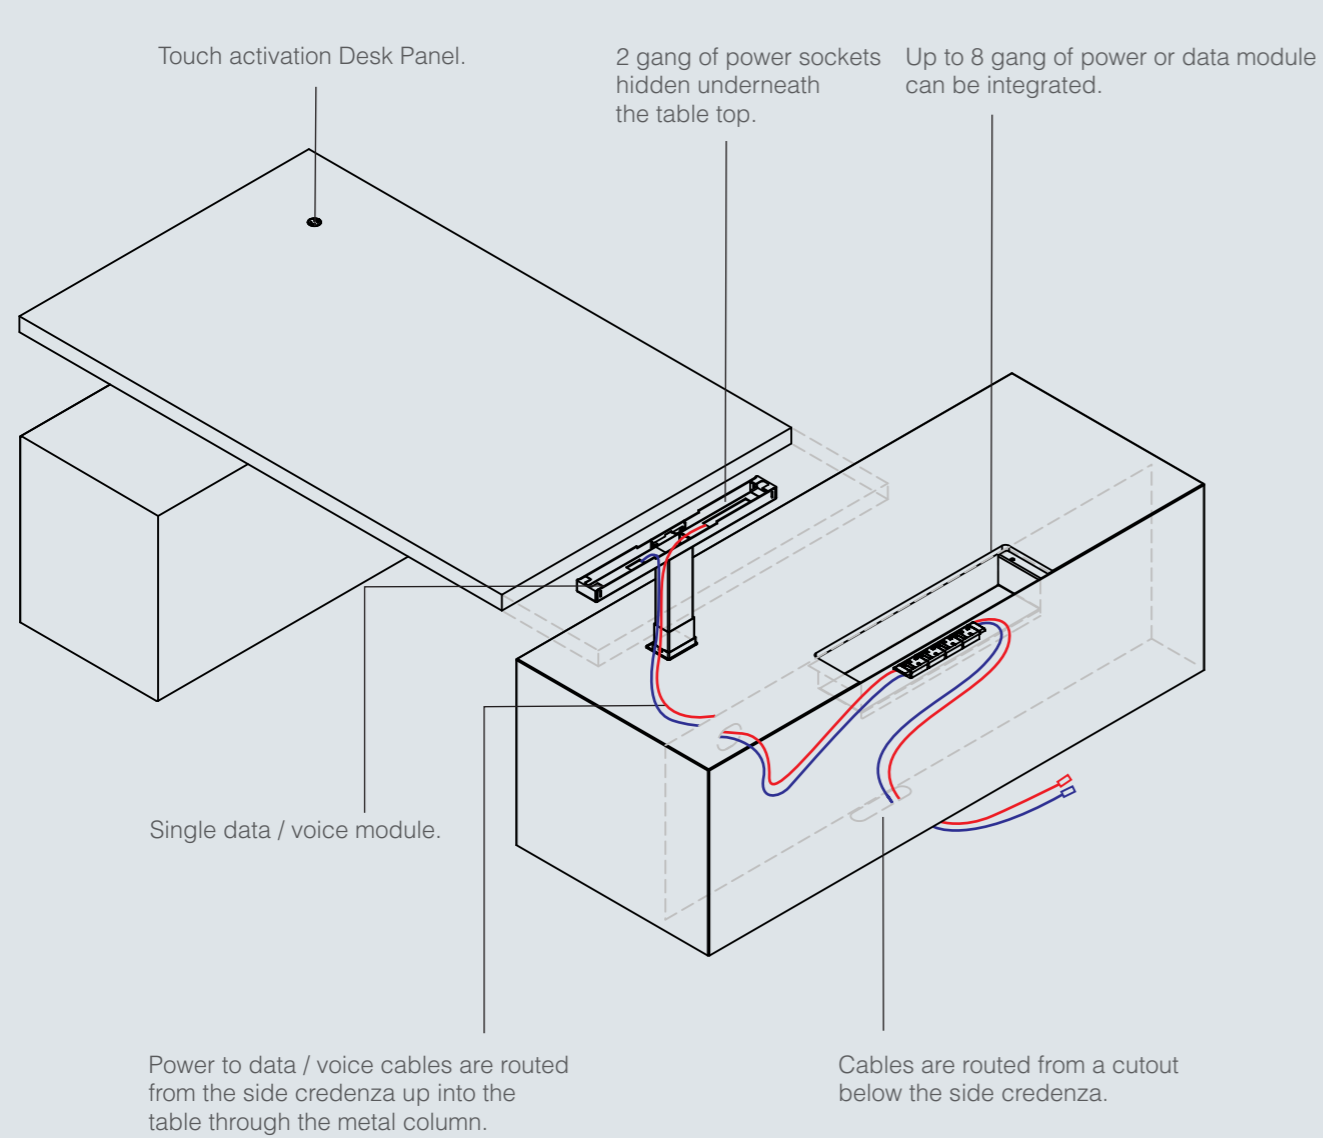 Touch activation Desk Panel.
2 gang of power sockets
hidden underneath
the table top.
Up to 8 gang of power or data module
can be integrated.
Single data / voice module.
Power to data / voice cables are routed
from the side credenza up into the
table through the metal column.
Cables are routed from a cutout
below the side credenza.